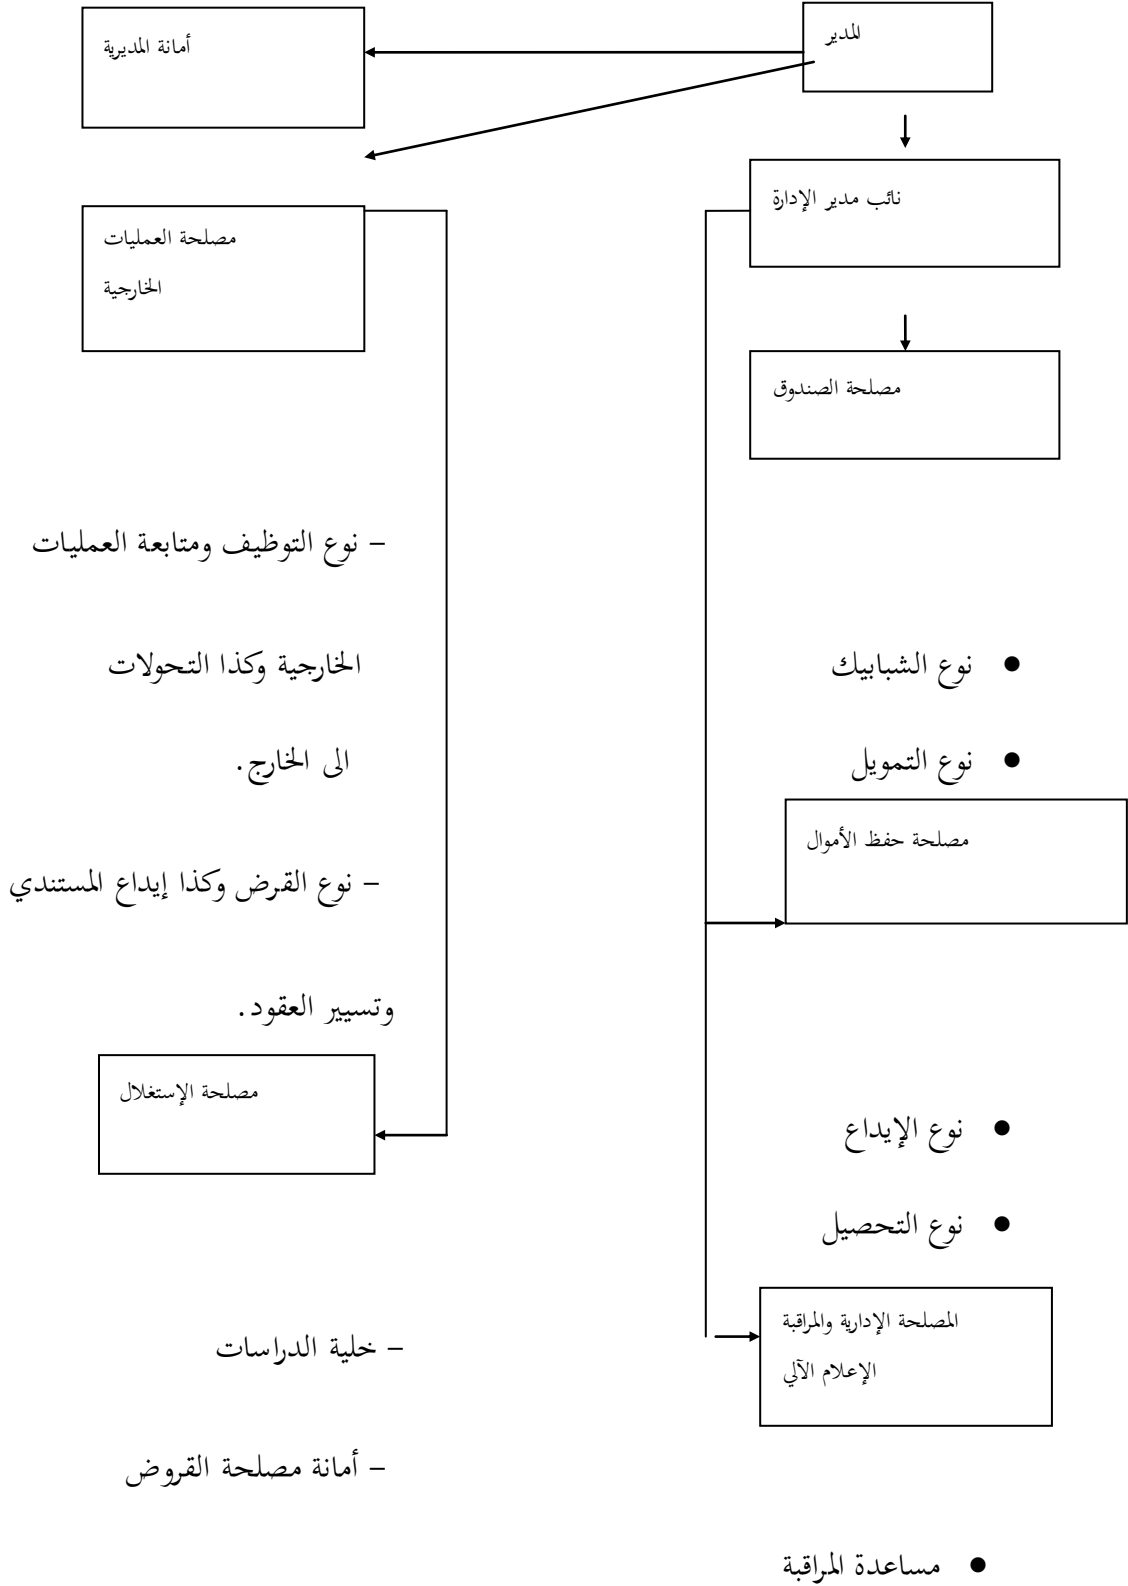 المدير
أمانة المديرية
نائب مدير الإدارة
مصلحة العمليات
الخارجية
مصلحة الصندوق
– نوع التوظيف ومتابعة العمليات
الخارجية وكذا التحولات
الى الخارج.
– نوع القرض وكذا إيداع المستندي
وتسيير العقود.
• نوع الشبابيك
• نوع التمويل
مصلحة حفظ الأموال
مصلحة الإستغلال
• نوع الإيداع
• نوع التحصيل
المصلحة الإدارية والمراقبة
الإعلام الآلي
– خلية الدراسات
– أمانة مصلحة القروض
• مساعدة المراقبة